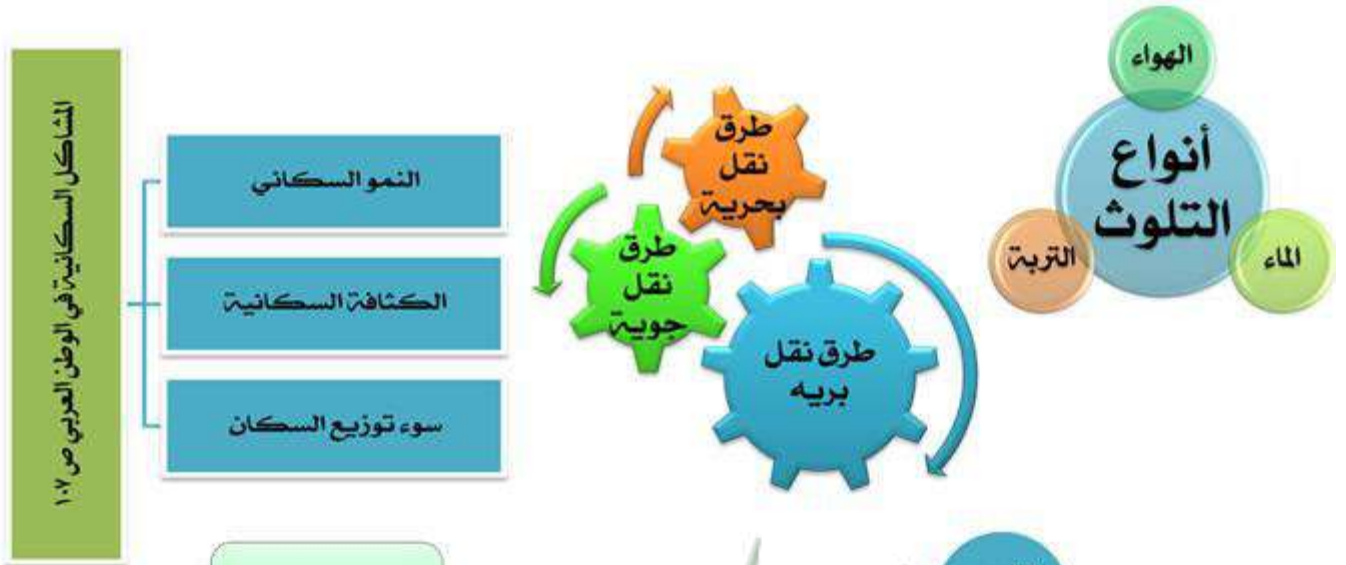 الهواء
أنواع
التلوث
الماء
التربة
طرق
نقل
بحرية
طرق
نقل
جوية
طرق نقل
بريه
المشاكل السكانية في الوطن العربي ص ١٠٧
النمو السكاني
الكثافة السكانية
سوء توزيع السكان